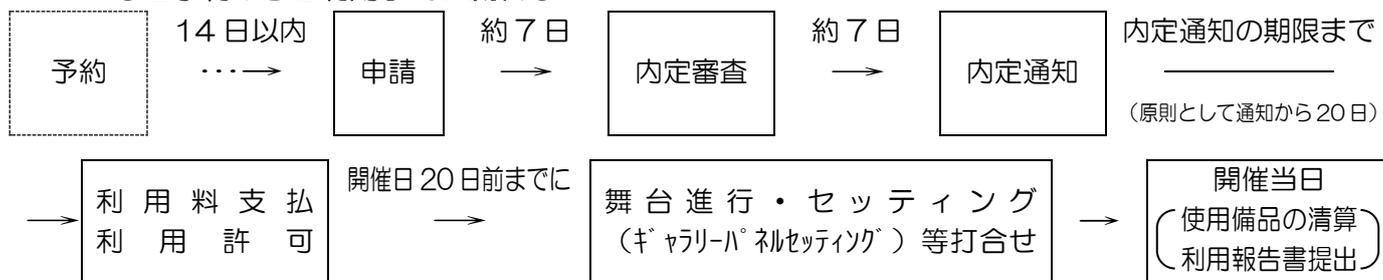 14日以内
約7日
約7日
内定通知の期限まで
予約
…→
申請
→
内定審査
→
内定通知
(原則として通知から20日)
→
利用料支払
利用許可
開催日20日前までに
→
舞台進行・セッティング
(ギャラリーパネルセッティング)等打合せ
→
開催当日
使用備品の清算
利用報告書提出